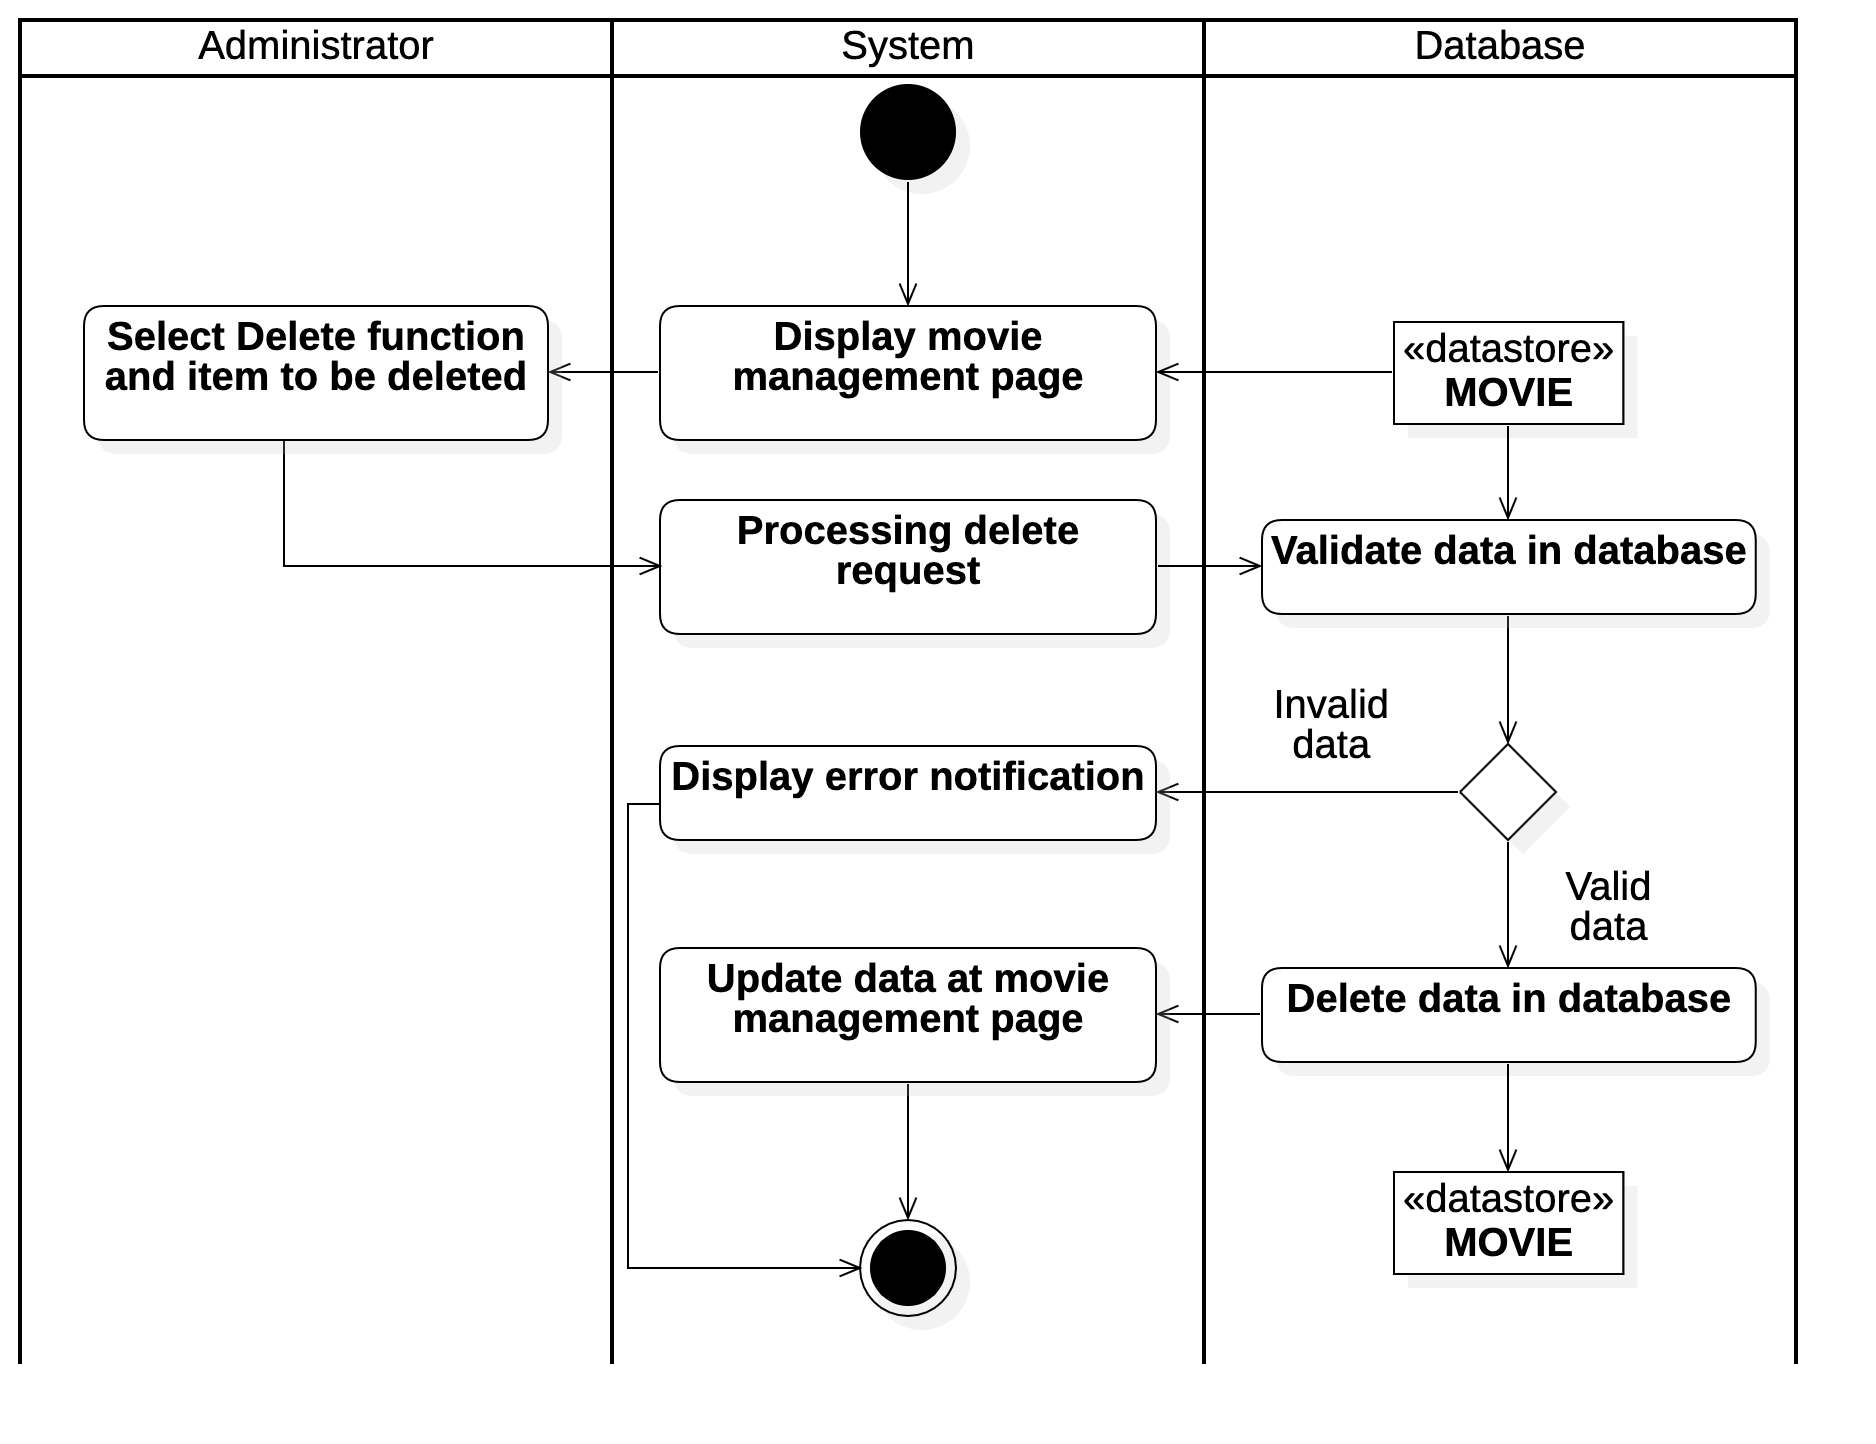 Administrator
System
Database
Select Delete function
and item to be deleted
Display movie
management page
«datastore»
MOVIE
Processing delete
request
Validate data in database
Invalid
data
Display error notification
Valid
data
Update data at movie
management page
Delete data in database
«datastore»
MOVIE